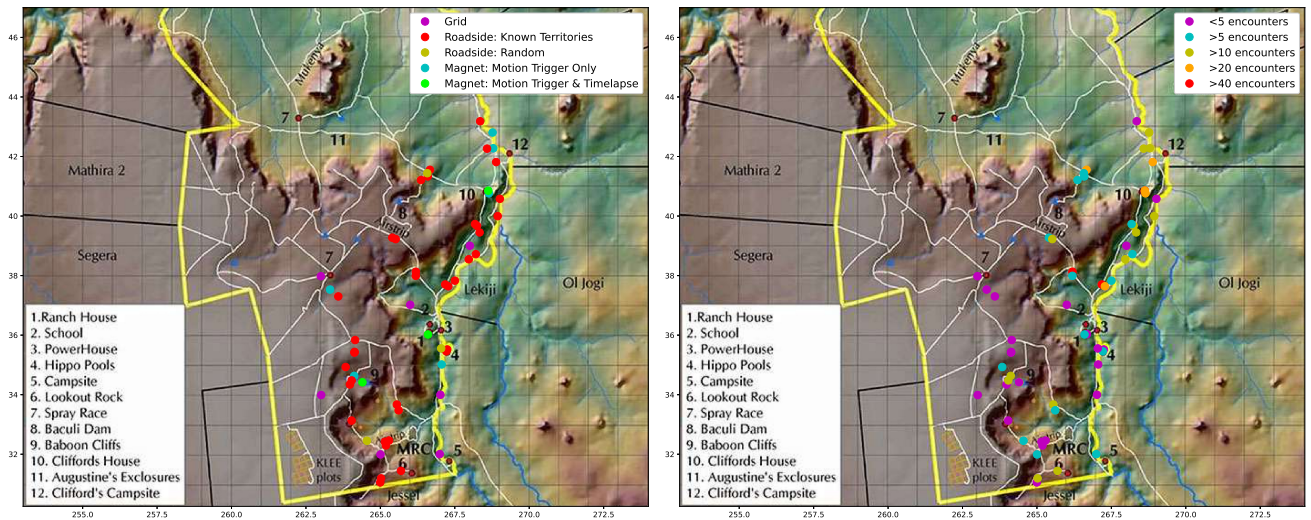 Grid
Roadside: Known Territories
Roadside: Random
Magnet: Motion Trigger Only
Magnet: Motion Trigger & Timelapse
46
44
42
40
38
36
34
32
Mukenya
7
11
12
Mathira 2
10
8
Airstrip
Segera
7
Ol Jogi
Lekiji
2
3
1
4
9
Airstrip
MRC
5
6
KLEE
plots
Jessel
1.Ranch House
2. School
3. PowerHouse
4. Hippo Pools
5. Campsite
6. Lookout Rock
7. Spray Race
8. Baculi Dam
9. Baboon Cliffs
10. Cliffords House
11. Augustine's Exclosures
12. Clifford's Campsite
255.0 257.5 260.0 262.5 265.0 267.5 270.0 272.5
<5 encounters
>5 encounters
>10 encounters
>20 encounters
>40 encounters
46
44
42
40
38
36
34
32
Mukenya
7
11
12
Mathira 2
10
8
Airstrip
Segera
7
Ol Jogi
Lekiji
2
3
1
4
9
MRC
5
6
KLEE
plots
Jessel
1.Ranch House
2. School
3. PowerHouse
4. Hippo Pools
5. Campsite
6. Lookout Rock
7. Spray Race
8. Baculi Dam
9. Baboon Cliffs
10. Cliffords House
11. Augustine's Exclosures
12. Clifford's Campsite
255.0 257.5 260.0 262.5 265.0 267.5 270.0 272.5